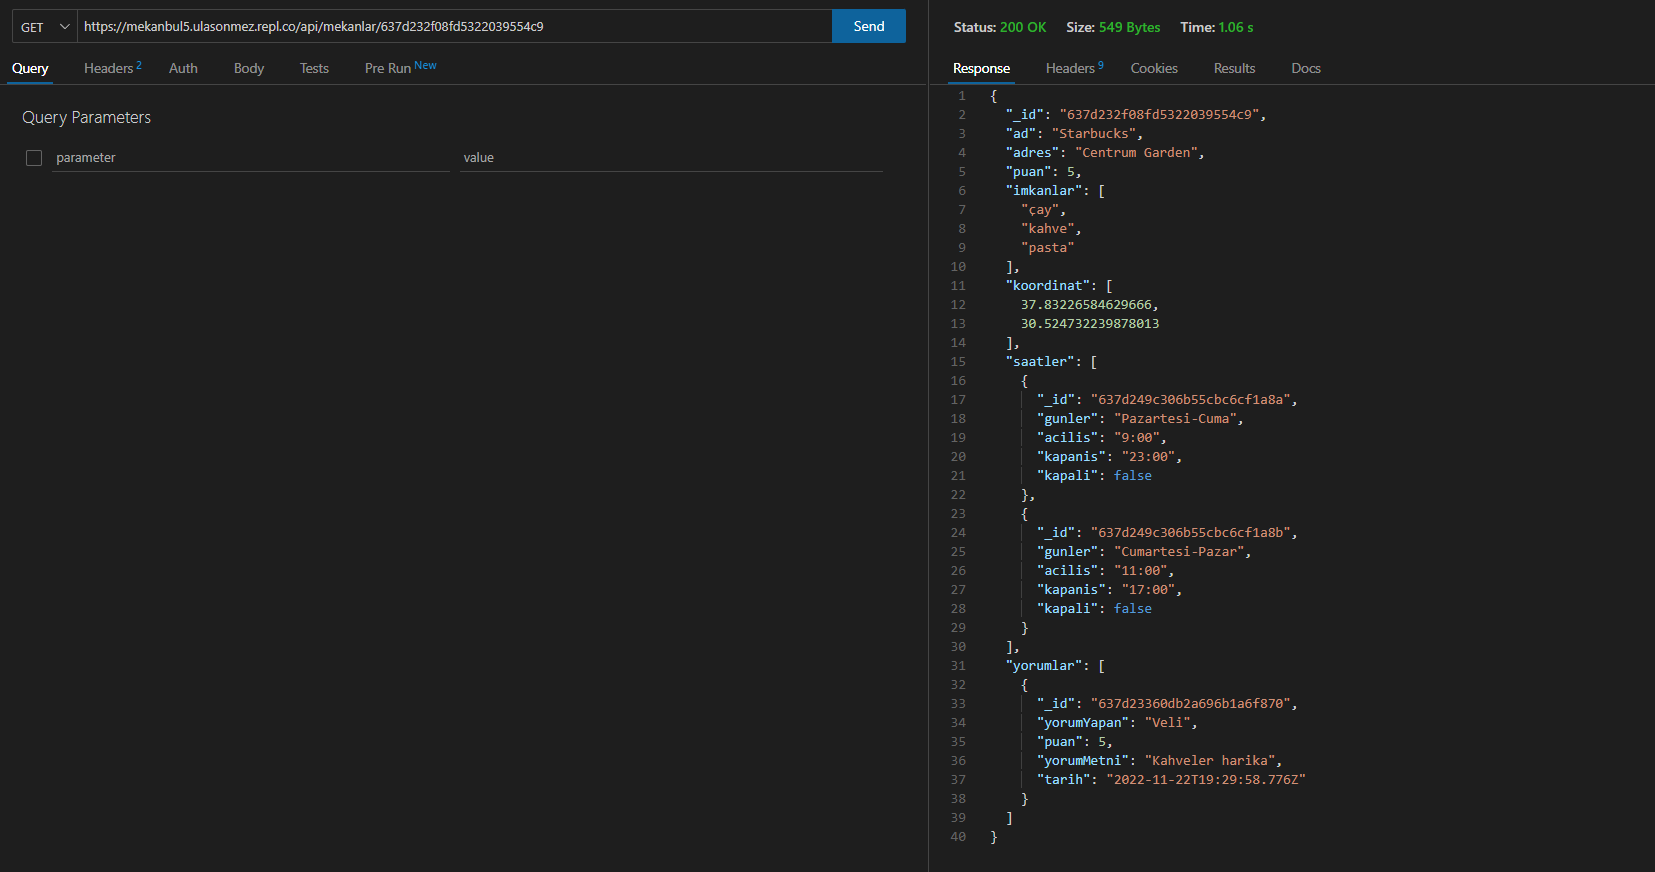 GET https://mekanbul5.ulasonmez.repl.co/api/mekanlar/637d232f08fd5322039554c9 Send
Query Headers 2 Auth Body Tests Pre Run New
Query Parameters
parameter value
Status: 200 OK Size: 549 Bytes Time: 1.06 s
Response Headers 9 Cookies Results Docs
1 {
2 "_id": "637d232f08fd5322039554c9",
3 "ad": "Starbucks",
4 "adres": "Centrum Garden",
5 "puan": 5,
6 "imkanlar": [
7 "çay",
8 "kahve",
9 "pasta"
10 ],
11 "koordinat": [
12 37.83226584629666,
13 30.524732239878013
14 ],
15 "saatler": [
16 {
17 "_id": "637d249c306b55cbc6cf1a8a",
18 "gunler": "Pazartesi-Cuma",
19 "acilis": "9:00",
20 "kapanis": "23:00",
21 "kapali": false
22 },
23 {
24 "_id": "637d249c306b55cbc6cf1a8b",
25 "gunler": "Cumartesi-Pazar",
26 "acilis": "11:00",
27 "kapanis": "17:00",
28 "kapali": false
29 }
30 ],
31 "yorumlar": [
32 {
33 "_id": "637d23360db2a696b1a6f870",
34 "yorumYapan": "Veli",
35 "puan": 5,
36 "yorumMetni": "Kahveler harika",
37 "tarih": "2022-11-22T19:29:58.776Z"
38 }
39 ]
40 }